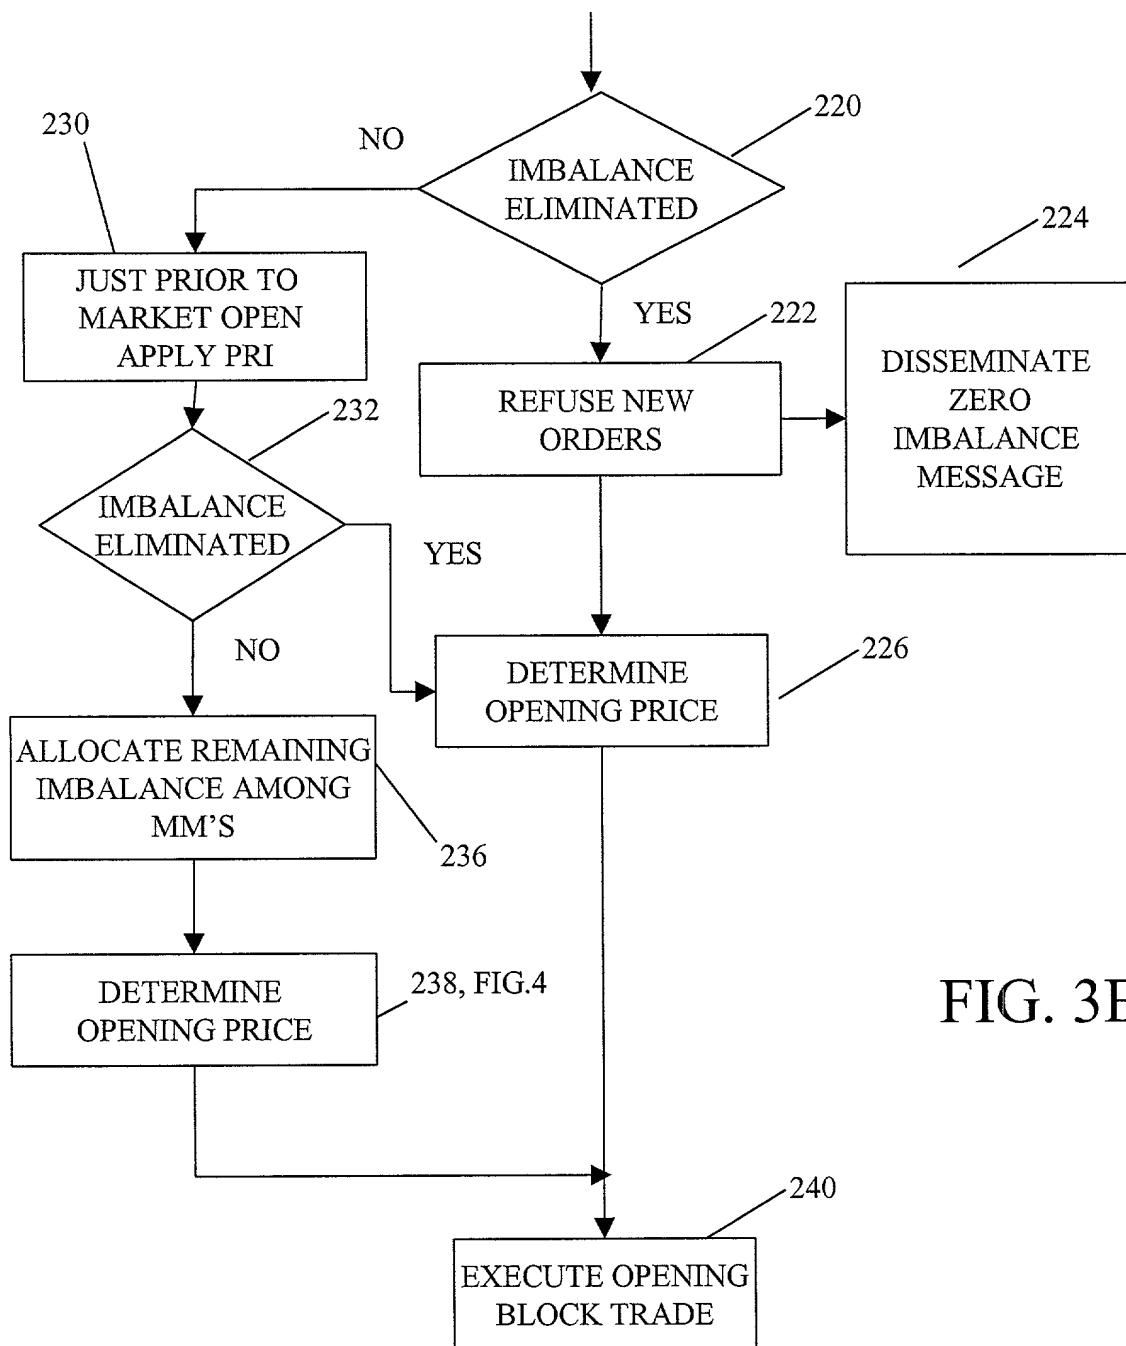 220
230
NO
IMBALANCE
ELIMINATED
224
JUST PRIOR TO
MARKET OPEN
APPLY PRI
YES
222
DISSEMINATE
ZERO
IMBALANCE
MESSAGE
REFUSE NEW
ORDERS
232
IMBALANCE
ELIMINATED
YES
NO
DETERMINE
OPENING PRICE
226
ALLOCATE REMAINING
IMBALANCE AMONG
MM'S
236
DETERMINE
OPENING PRICE
238, FIG.4
FIG. 3B
240
EXECUTE OPENING
BLOCK TRADE